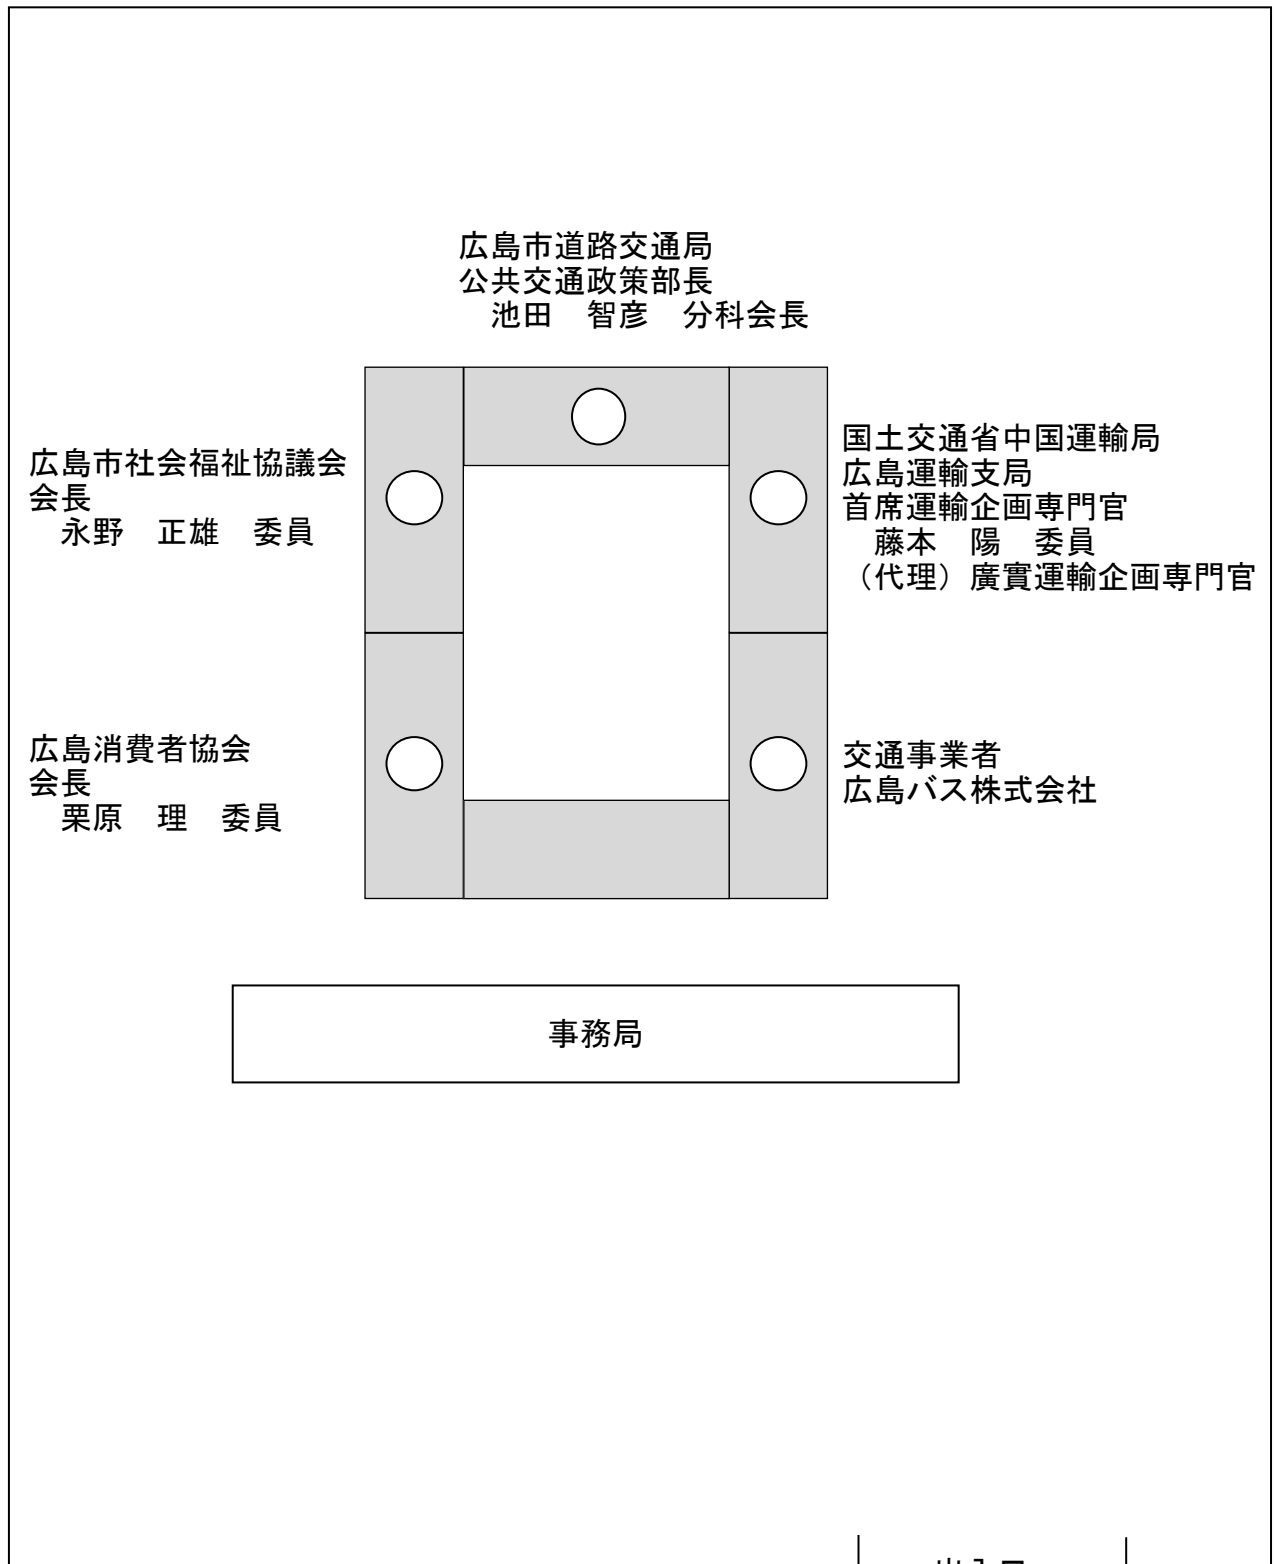 広島市道路交通局
公共交通政策部長
　池田　智彦　分科会長
広島市社会福祉協議会
会長
　永野　正雄　委員
国土交通省中国運輸局
広島運輸支局
首席運輸企画専門官
　藤本　陽　委員
（代理）廣實運輸企画専門官
広島消費者協会
会長
　栗原　理　委員
交通事業者
広島バス株式会社
事務局
出入口